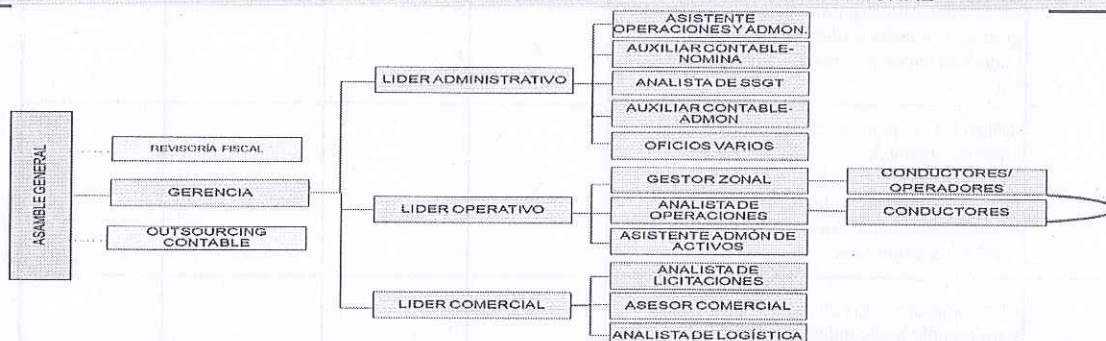 ASAMBLE GENERAL
REVISORÍA FISCAL
GERENCIA
OUTSOURCING
CONTABLE
LIDER ADMINISTRATIVO
LIDER OPERATIVO
LIDER COMERCIAL
ASISTENTE
OPERACIONES Y ADMON.
AUXILIAR CONTABLE-
NOMINA
ANALISTA DE SSGT
AUXILIAR CONTABLE-
ADMON
OFICIOS VARIOS
GESTOR ZONAL
ANALISTA DE
OPERACIONES
ASISTENTE ADMÓN DE
ACTIVOS
ANALISTA DE
LICITACIONES
ASESOR COMERCIAL
ANALISTA DE LOGÍSTICA
CONDUCTORES/
OPERADORES
CONDUCTORES